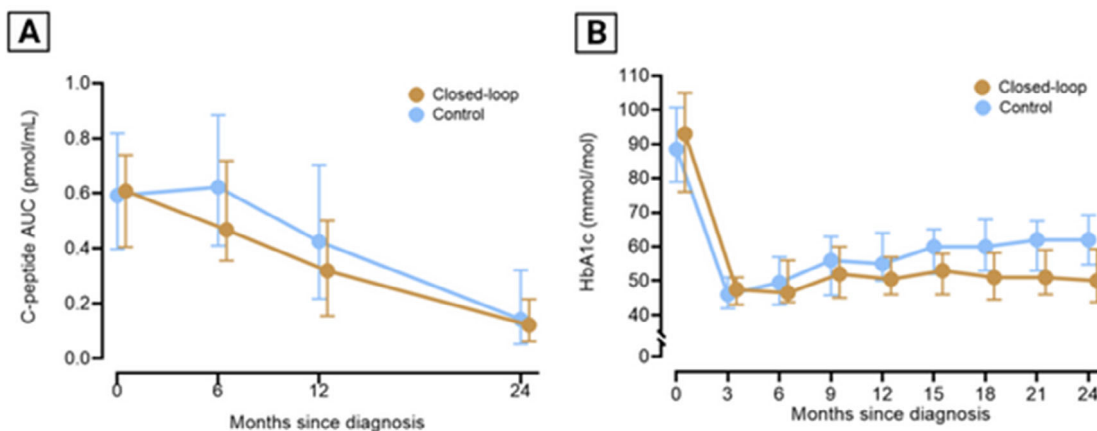 A
C-peptide AUC (pmol/mL)
1.0
0.8
0.6
0.4
0.2
0.0
Closed-loop
Control
0 6 12 24
Months since diagnosis
B
HbA1c (mmol/mol)
110
100
90
80
70
60
50
40
0
Closed-loop
Control
0 3 6 9 12 15 18 21 24
Months since diagnosis